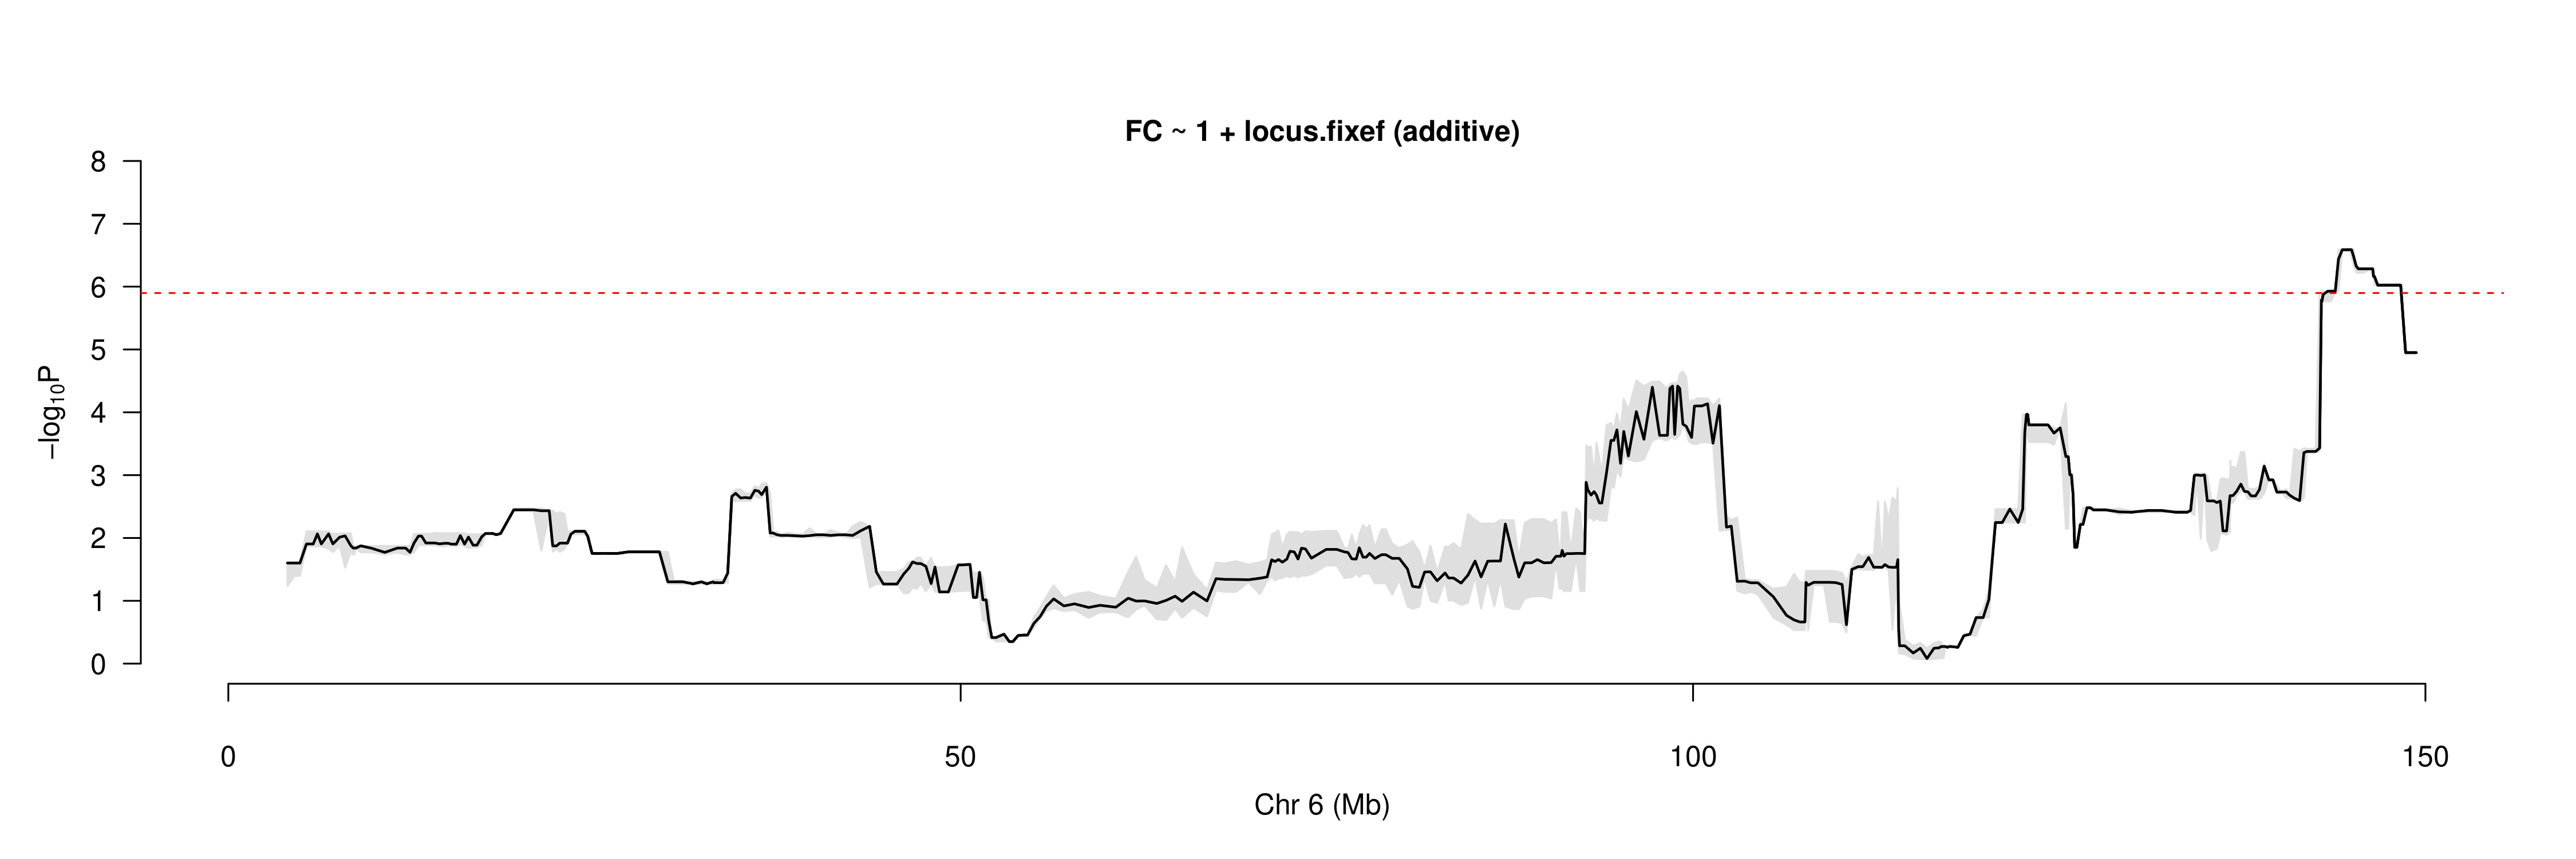 FC ~ 1 + locus.fixef (additive)
8
7
6
5
4
3
2
1
0
−log₁₀P
0 50 100 150
Chr 6 (Mb)